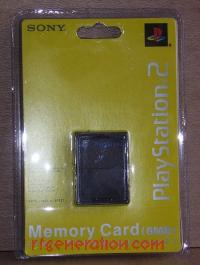 SONY
PlayStation 2
Memory Card (8MB)
rfgeneration.com